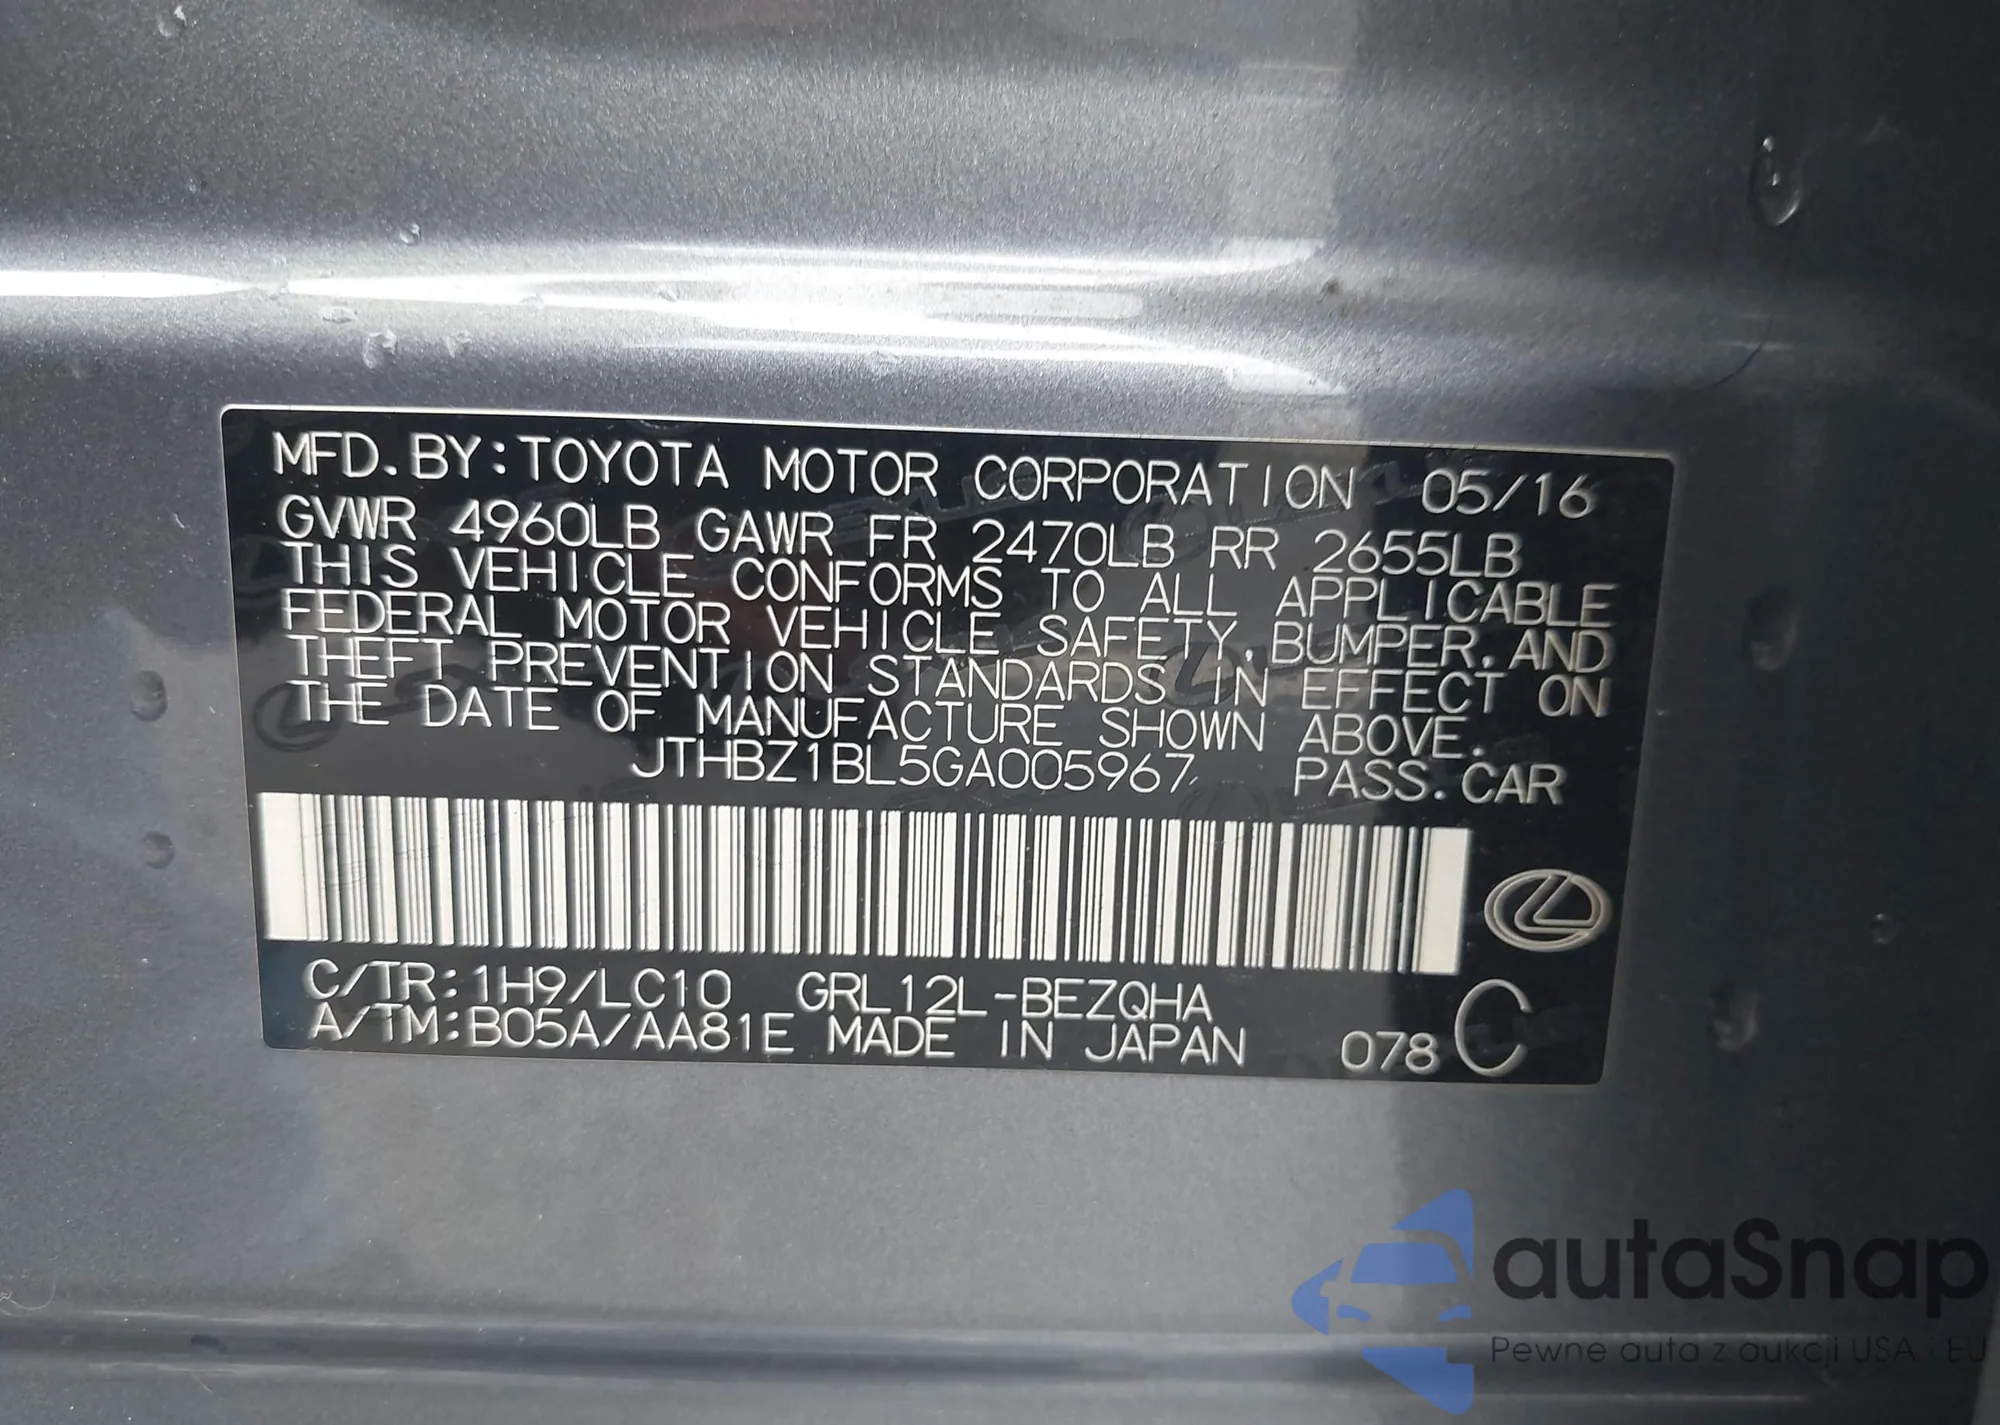 MFD.BY:TOYOTA MOTOR CORPORATION 05/16
GVWR 4960LB GAWR FR 2470LB RR 2655LB
THIS VEHICLE CONFORMS TO ALL APPLICABLE
FEDERAL MOTOR VEHICLE SAFETY, BUMPER, AND
THEFT PREVENTION STANDARDS IN EFFECT ON
THE DATE OF MANUFACTURE SHOWN ABOVE.
JTHBZ1BL5GA005967 PASS.CAR
C/TR:1H9/LC10 GRL12L-BEZQHA
A/TM:B05A/AA81E MADE IN JAPAN 078 C
autaSnap
Pewne auta z aukcji USA i EU